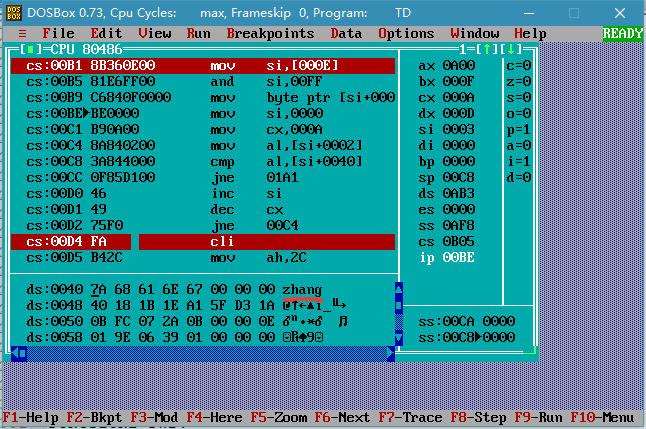 DOSBox 0.73, Cpu Cycles: max, Frameskip 0, Program: TD
≡ File Edit View Run Breakpoints Data Options Window Help READY
[■]=CPU 80486 1=[↑][↓]
cs:00B1 8B360E00 mov si,[000E]
cs:00B5 81E6FF00 and si,00FF
cs:00B9 C6840F0000 mov byte ptr [si+000
cs:00BE▶BE0000 mov si,0000
cs:00C1 B90A00 mov cx,000A
cs:00C4 8A840200 mov al,[si+0002]
cs:00C8 3A844000 cmp al,[si+0040]
cs:00CC 0F85D100 jne 01A1
cs:00D0 46 inc si
cs:00D1 49 dec cx
cs:00D2 75F0 jne 00C4
cs:00D4 FA cli
cs:00D5 B42C mov ah,2C
ax 0A00 c=0
bx 000F z=0
cx 000A s=0
dx 000D o=0
si 0003 p=1
di 0000 a=0
bp 0000 i=1
sp 00C8 d=0
ds 0AB3
es 0000
ss 0AF8
cs 0B05
ip 00BE
ds:0040 7A 68 61 6E 67 00 00 00 zhang
ds:0048 40 18 1B 1E A1 5F D3 1A
ds:0050 0B FC 07 2A 0B 00 00 0E
ds:0058 01 9E 06 39 01 00 00 00
ss:00CA 0000
ss:00C8▶0000
F1-Help F2-Bkpt F3-Mod F4-Here F5-Zoom F6-Next F7-Trace F8-Step F9-Run F10-Menu